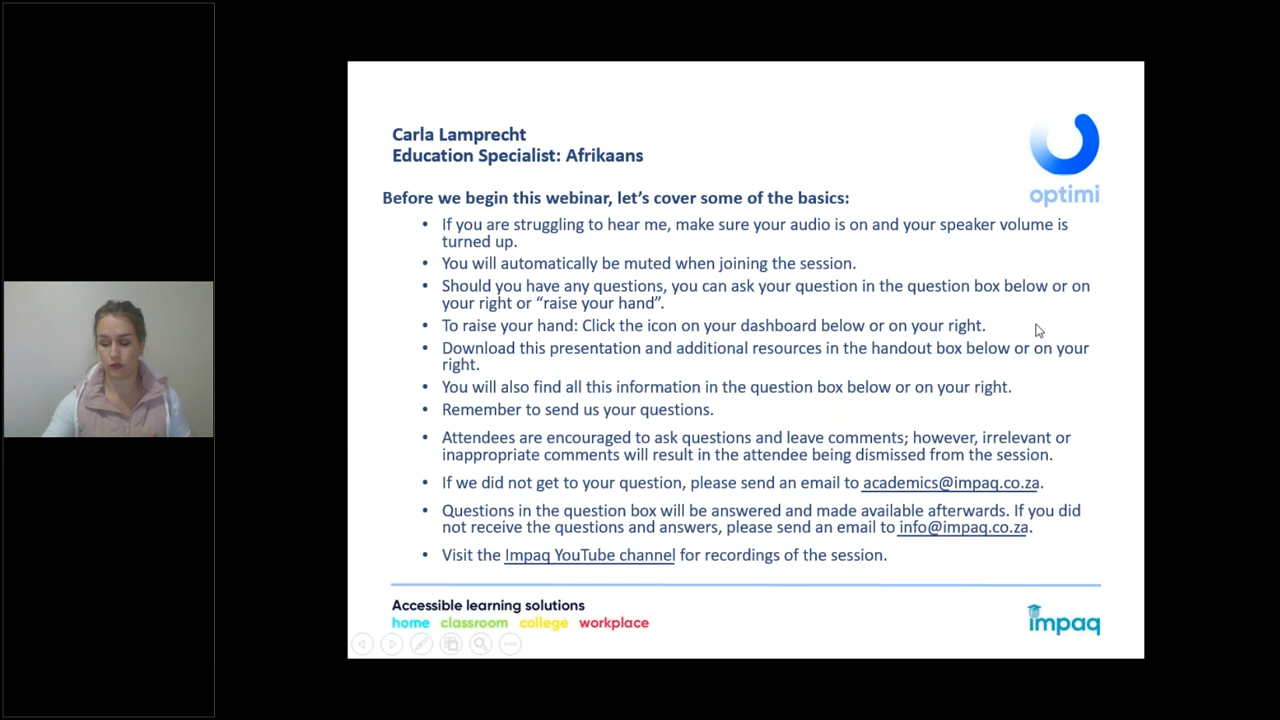 Carla Lamprecht
Education Specialist: Afrikaans
optimi
Before we begin this webinar, let's cover some of the basics:
• If you are struggling to hear me, make sure your audio is on and your speaker volume is
turned up.
• You will automatically be muted when joining the session.
• Should you have any questions, you can ask your question in the question box below or on
your right or “raise your hand”.
• To raise your hand: Click the icon on your dashboard below or on your right.
• Download this presentation and additional resources in the handout box below or on your
right.
• You will also find all this information in the question box below or on your right.
• Remember to send us your questions.
• Attendees are encouraged to ask questions and leave comments; however, irrelevant or
inappropriate comments will result in the attendee being dismissed from the session.
• If we did not get to your question, please send an email to academics@impaq.co.za.
• Questions in the question box will be answered and made available afterwards. If you did
not receive the questions and answers, please send an email to info@impaq.co.za.
• Visit the Impaq YouTube channel for recordings of the session.
Accessible learning solutions
home classroom college workplace
impaq